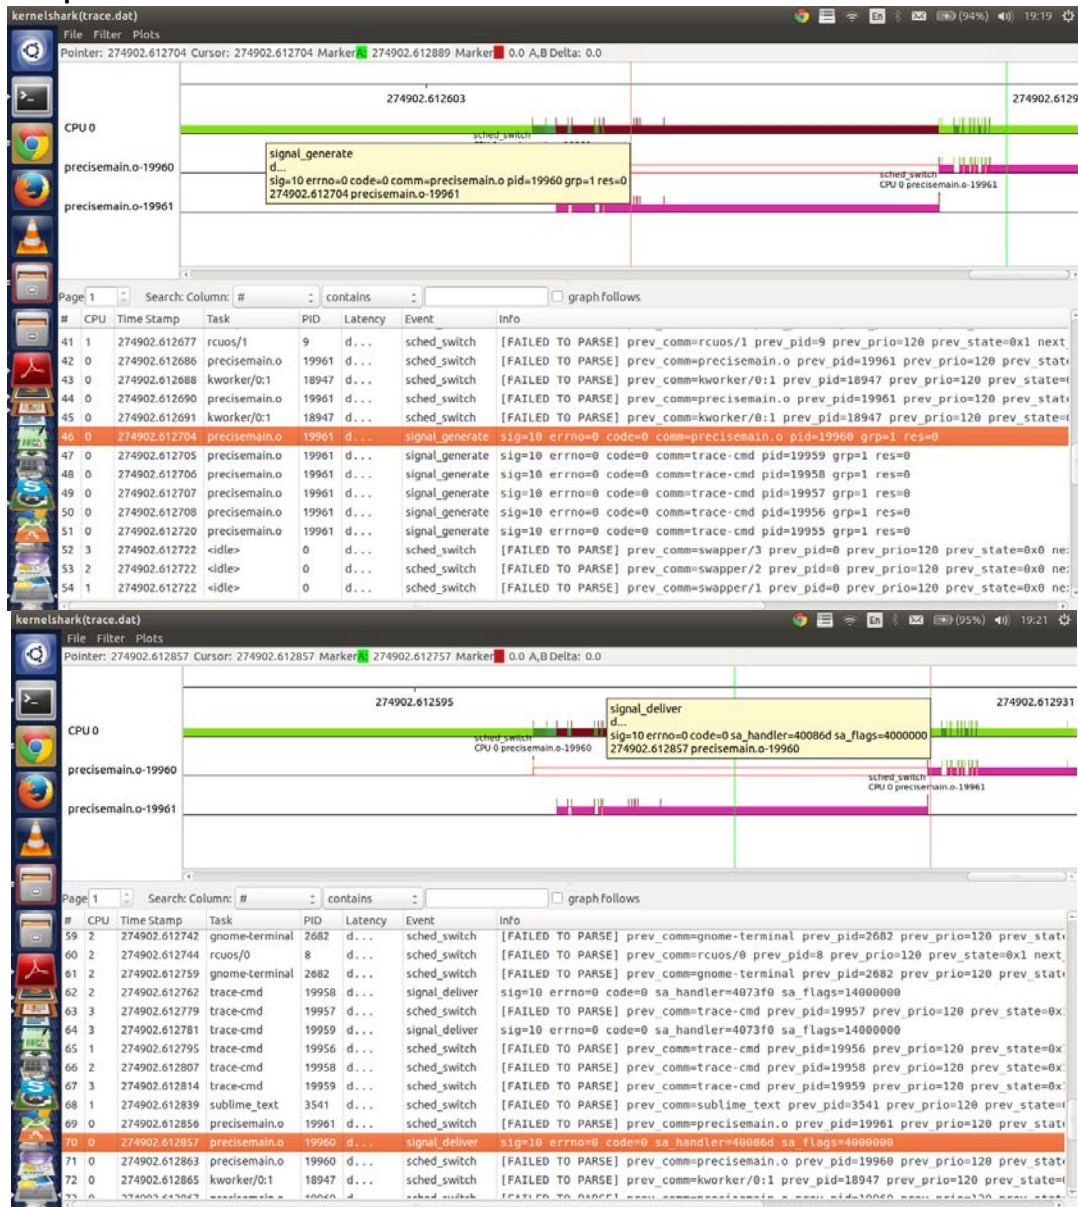 kernelshark(trace.dat) En (94%) 19:19
File Filter Plots
Pointer: 274902.612704 Cursor: 274902.612704 Marker A: 274902.612889 Marker 0.0 A,B Delta: 0.0
274902.612603 274902.6129
CPU 0
sched_switch
signal_generate
d...
sig=10 errno=0 code=0 comm=precisemain.o pid=19960 grp=1 res=0
274902.612704 precisemain.o-19961
precisemain.o-19960
sched_switch
CPU 0 precisemain.o-19961
precisemain.o-19961
Page 1 Search: Column: # contains graph follows
# CPU Time Stamp Task PID Latency Event Info
41 1 274902.612677 rcuos/1 9 d... sched_switch [FAILED TO PARSE] prev_comm=rcuos/1 prev_pid=9 prev_prio=120 prev_state=0x1 next_
42 0 274902.612686 precisemain.o 19961 d... sched_switch [FAILED TO PARSE] prev_comm=precisemain.o prev_pid=19961 prev_prio=120 prev_stat
43 0 274902.612688 kworker/0:1 18947 d... sched_switch [FAILED TO PARSE] prev_comm=kworker/0:1 prev_pid=18947 prev_prio=120 prev_state=
44 0 274902.612690 precisemain.o 19961 d... sched_switch [FAILED TO PARSE] prev_comm=precisemain.o prev_pid=19961 prev_prio=120 prev_stat
45 0 274902.612691 kworker/0:1 18947 d... sched_switch [FAILED TO PARSE] prev_comm=kworker/0:1 prev_pid=18947 prev_prio=120 prev_state=
46 0 274902.612704 precisemain.o 19961 d... signal_generate sig=10 errno=0 code=0 comm=precisemain.o pid=19960 grp=1 res=0
47 0 274902.612705 precisemain.o 19961 d... signal_generate sig=10 errno=0 code=0 comm=trace-cmd pid=19959 grp=1 res=0
48 0 274902.612706 precisemain.o 19961 d... signal_generate sig=10 errno=0 code=0 comm=trace-cmd pid=19958 grp=1 res=0
49 0 274902.612707 precisemain.o 19961 d... signal_generate sig=10 errno=0 code=0 comm=trace-cmd pid=19957 grp=1 res=0
50 0 274902.612708 precisemain.o 19961 d... signal_generate sig=10 errno=0 code=0 comm=trace-cmd pid=19956 grp=1 res=0
51 0 274902.612720 precisemain.o 19961 d... signal_generate sig=10 errno=0 code=0 comm=trace-cmd pid=19955 grp=1 res=0
52 3 274902.612722 <idle> 0 d... sched_switch [FAILED TO PARSE] prev_comm=swapper/3 prev_pid=0 prev_prio=120 prev_state=0x0 ne
53 2 274902.612722 <idle> 0 d... sched_switch [FAILED TO PARSE] prev_comm=swapper/2 prev_pid=0 prev_prio=120 prev_state=0x0 ne
54 1 274902.612722 <idle> 0 d... sched_switch [FAILED TO PARSE] prev_comm=swapper/1 prev_pid=0 prev_prio=120 prev_state=0x0 ne
kernelshark(trace.dat) En (95%) 19:21
File Filter Plots
Pointer: 274902.612857 Cursor: 274902.612857 Marker A: 274902.612757 Marker 0.0 A,B Delta: 0.0
274902.612595 274902.612931
CPU 0
sched_switch
CPU 0 precisemain.o-19960
signal_deliver
d...
sig=10 errno=0 code=0 sa_handler=40086d sa_flags=4000000
274902.612857 precisemain.o-19960
precisemain.o-19960
sched_switch
CPU 0 precisemain.o-19961
precisemain.o-19961
Page 1 Search: Column: # contains graph follows
# CPU Time Stamp Task PID Latency Event Info
59 2 274902.612742 gnome-terminal 2682 d... sched_switch [FAILED TO PARSE] prev_comm=gnome-terminal prev_pid=2682 prev_prio=120 prev_stat
60 2 274902.612744 rcuos/0 8 d... sched_switch [FAILED TO PARSE] prev_comm=rcuos/0 prev_pid=8 prev_prio=120 prev_state=0x1 next_
61 2 274902.612759 gnome-terminal 2682 d... sched_switch [FAILED TO PARSE] prev_comm=gnome-terminal prev_pid=2682 prev_prio=120 prev_stat
62 2 274902.612762 trace-cmd 19958 d... signal_deliver sig=10 errno=0 code=0 sa_handler=4073f0 sa_flags=14000000
63 3 274902.612779 trace-cmd 19957 d... sched_switch [FAILED TO PARSE] prev_comm=trace-cmd prev_pid=19957 prev_prio=120 prev_state=0x
64 3 274902.612781 trace-cmd 19959 d... signal_deliver sig=10 errno=0 code=0 sa_handler=4073f0 sa_flags=14000000
65 1 274902.612795 trace-cmd 19956 d... sched_switch [FAILED TO PARSE] prev_comm=trace-cmd prev_pid=19956 prev_prio=120 prev_state=0x
66 2 274902.612807 trace-cmd 19958 d... sched_switch [FAILED TO PARSE] prev_comm=trace-cmd prev_pid=19958 prev_prio=120 prev_state=0x
67 3 274902.612814 trace-cmd 19959 d... sched_switch [FAILED TO PARSE] prev_comm=trace-cmd prev_pid=19959 prev_prio=120 prev_state=0x
68 1 274902.612839 sublime_text 3541 d... sched_switch [FAILED TO PARSE] prev_comm=sublime_text prev_pid=3541 prev_prio=120 prev_state=
69 0 274902.612856 precisemain.o 19961 d... sched_switch [FAILED TO PARSE] prev_comm=precisemain.o prev_pid=19961 prev_prio=120 prev_stat
70 0 274902.612857 precisemain.o 19960 d... signal_deliver sig=10 errno=0 code=0 sa_handler=40086d sa_flags=4000000
71 0 274902.612863 precisemain.o 19960 d... sched_switch [FAILED TO PARSE] prev_comm=precisemain.o prev_pid=19960 prev_prio=120 prev_stat
72 0 274902.612865 kworker/0:1 18947 d... sched_switch [FAILED TO PARSE] prev_comm=kworker/0:1 prev_pid=18947 prev_prio=120 prev_state=